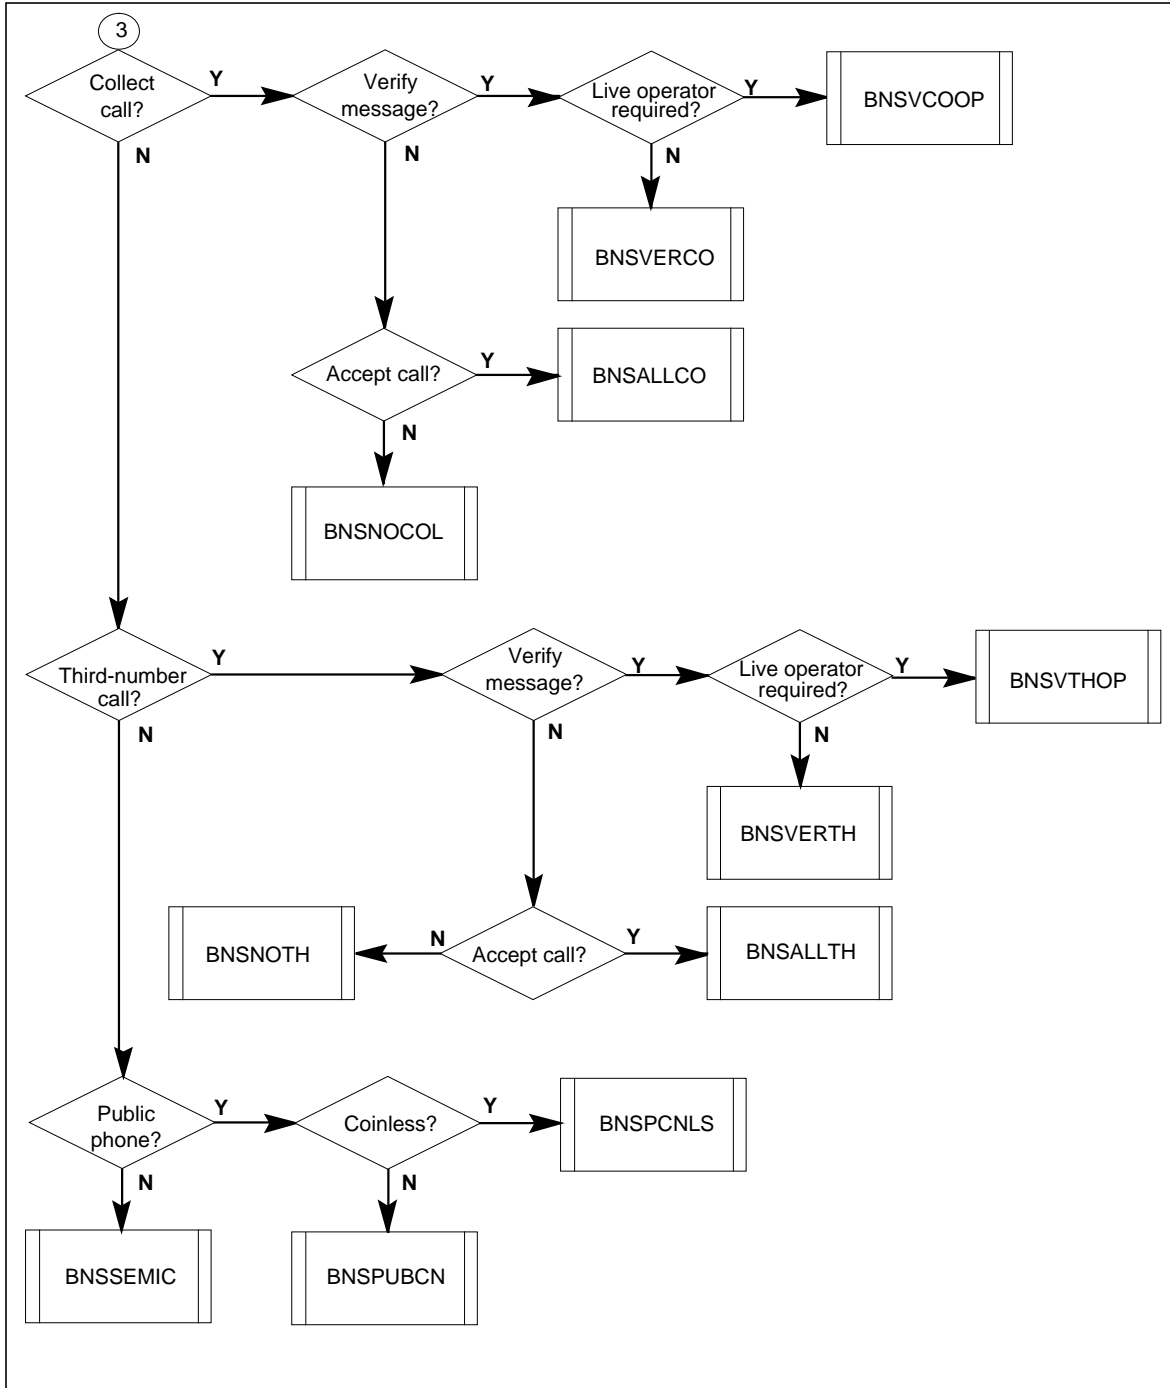 3
Collect
call?
Y
Verify
message?
Y
Live operator
required?
Y
BNSVCOOP
N
N
N
BNSVERCO
Accept call?
Y
BNSALLCO
N
BNSNOCOL
Third-number
call?
Y
Verify
message?
Y
Live operator
required?
Y
BNSVTHOP
N
N
N
BNSVERTH
BNSNOTH
N
Accept call?
Y
BNSALLTH
Public
phone?
Y
Coinless?
Y
BNSPCNLS
N
N
BNSSEMIC
BNSPUBCN